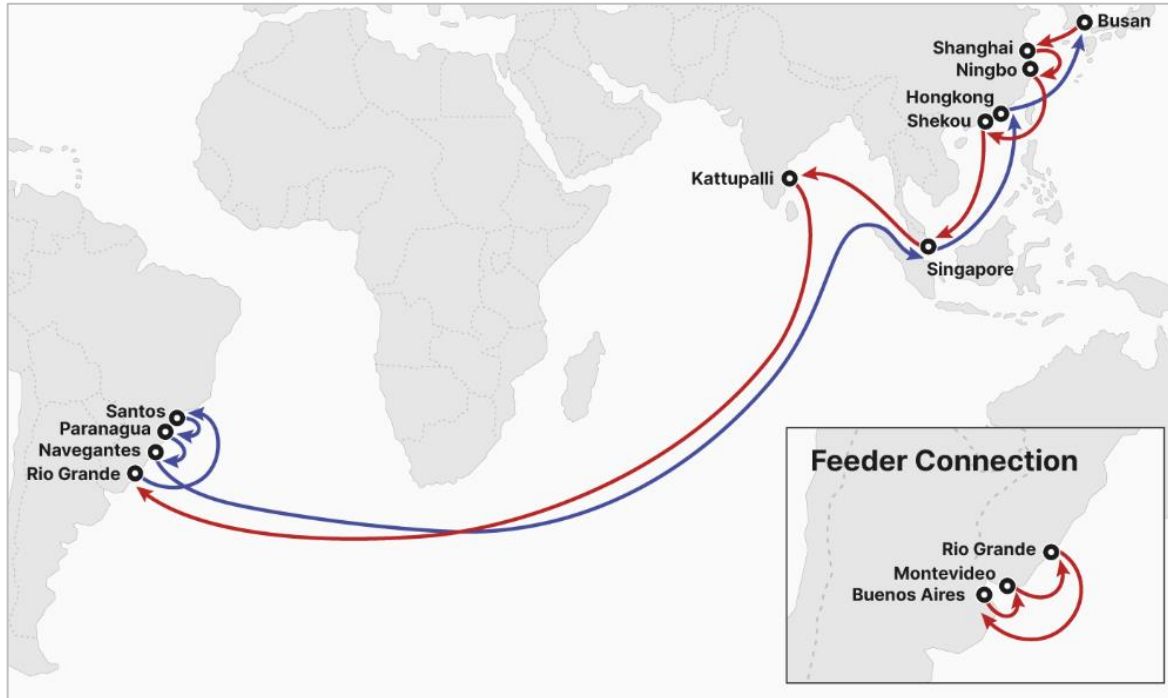 Busan
Shanghai
Ningbo
Hongkong
Shekou
Kattupalli
Singapore
Santos
Paranagua
Navegantes
Rio Grande
Feeder Connection
Rio Grande
Montevideo
Buenos Aires